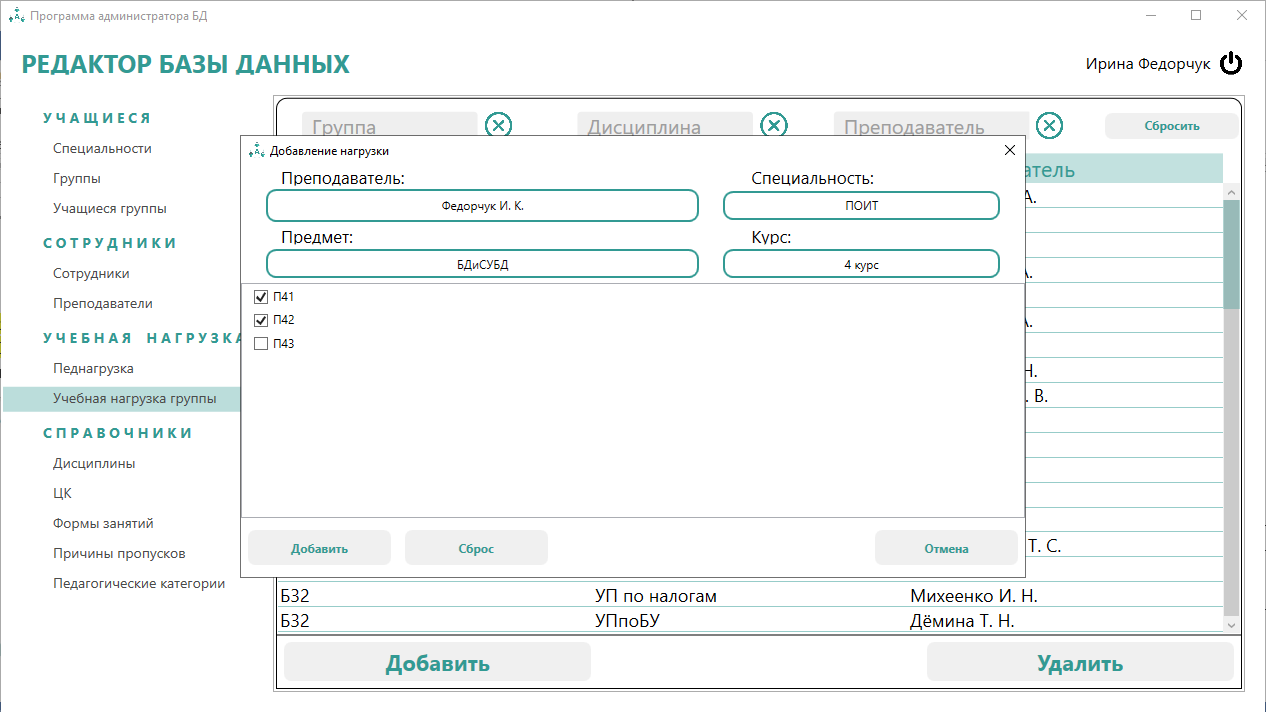 Программа администратора БД
РЕДАКТОР БАЗЫ ДАННЫХ
Ирина Федорчук
УЧАЩИЕСЯ
Специальности
Группы
Учащиеся группы
СОТРУДНИКИ
Сотрудники
Преподаватели
УЧЕБНАЯ НАГРУЗКА
Педнагрузка
Учебная нагрузка группы
СПРАВОЧНИКИ
Дисциплины
ЦК
Формы занятий
Причины пропусков
Педагогические категории
Группа Дисциплина Преподаватель Сбросить
атель
А.
А.
А.
Н.
. В.
Т. С.
Добавление нагрузки
Преподаватель: Специальность:
Федорчук И. К. ПОИТ
Предмет: Курс:
БДиСУБД 4 курс
П41
П42
П43
Добавить Сброс Отмена
Б32 УП по налогам Михеенко И. Н.
Б32 УПпоБУ Дёмина Т. Н.
Добавить Удалить